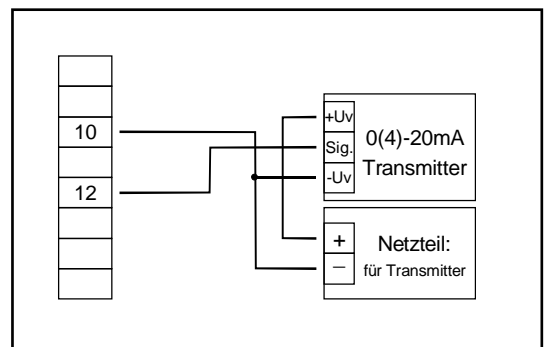 10
12
+Uv
Sig.
-Uv
0(4)-20mA
Transmitter
+
−
Netzteil:
für Transmitter